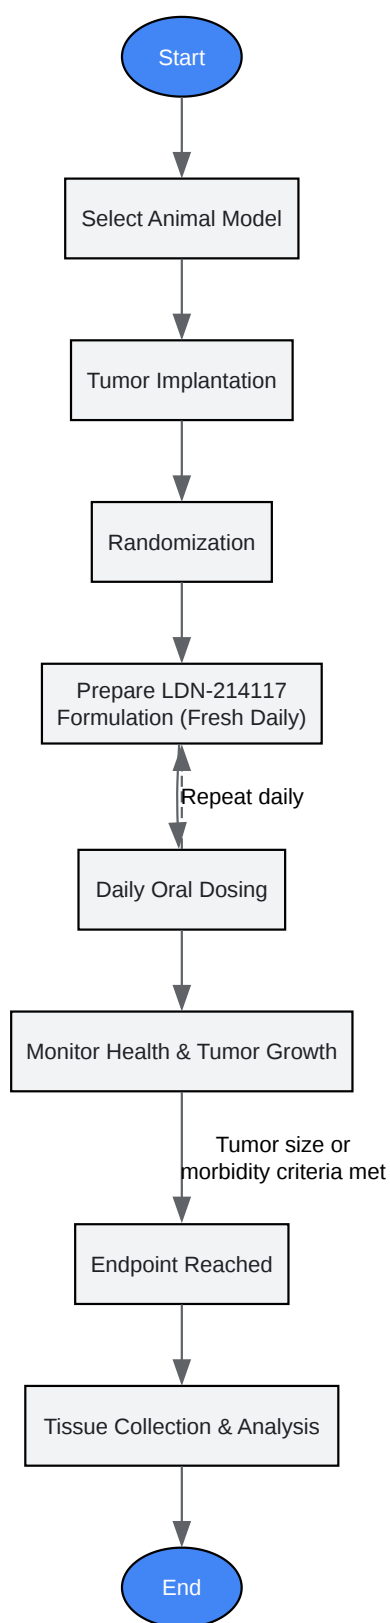 Start
Select Animal Model
Tumor Implantation
Randomization
Prepare LDN-214117
Formulation (Fresh Daily)
Repeat daily
Daily Oral Dosing
Monitor Health & Tumor Growth
Tumor size or
morbidity criteria met
Endpoint Reached
Tissue Collection & Analysis
End